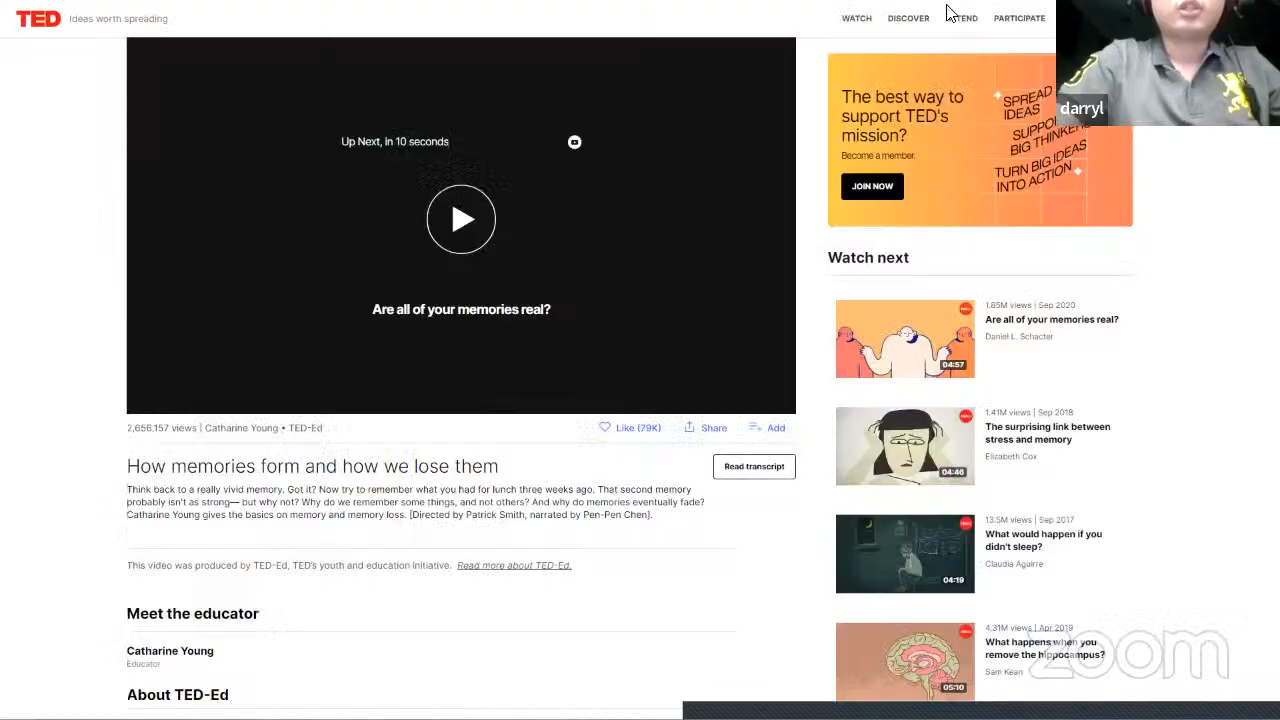 TED Ideas worth spreading
WATCH DISCOVER PARTICIPATE
darryl
Up Next, in 10 seconds
Are all of your memories real?
2,656,157 views | Catharine Young • TED-Ed
Like (79K) Share Add
How memories form and how we lose them
Read transcript
Think back to a really vivid memory. Got it? Now try to remember what you had for lunch three weeks ago. That second memory
probably isn't as strong— but why not? Why do we remember some things, and not others? And why do memories eventually fade?
Catharine Young gives the basics on memory and memory loss. [Directed by Patrick Smith, narrated by Pen-Pen Chen].
This video was produced by TED-Ed, TED's youth and education initiative. Read more about TED-Ed.
Meet the educator
Catharine Young
Educator
About TED-Ed
The best way to
support TED's
mission?
Become a member.
JOIN NOW
SPREAD
IDEAS
BIG THINKERS
TURN BIG IDEAS
INTO ACTION
Watch next
1.85M views | Sep 2020
Are all of your memories real?
Daniel L. Schacter
04:57
1.41M views | Sep 2018
The surprising link between
stress and memory
Elizabeth Cox
04:46
13.5M views | Sep 2017
What would happen if you
didn't sleep?
Claudia Aguirre
04:19
4.31M views | Apr 2019
What happens when you
remove the hippocampus?
Sam Kean
05:10
zoom